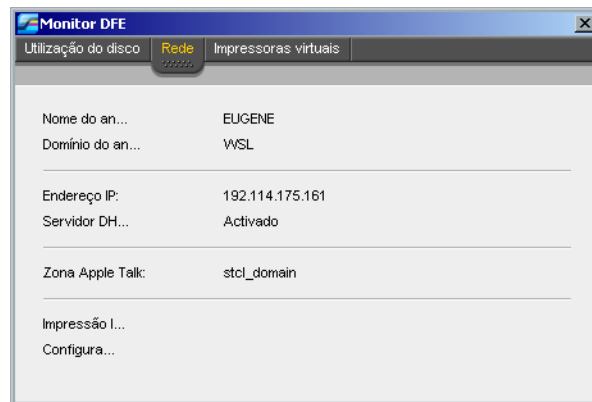 Monitor DFE
Utilização do disco Rede Impressoras virtuais
Nome do an... EUGENE
Domínio do an... WSL
Endereço IP: 192.114.175.161
Servidor DH... Activado
Zona Apple Talk: stcl_domain
Impressão I...
Configura...